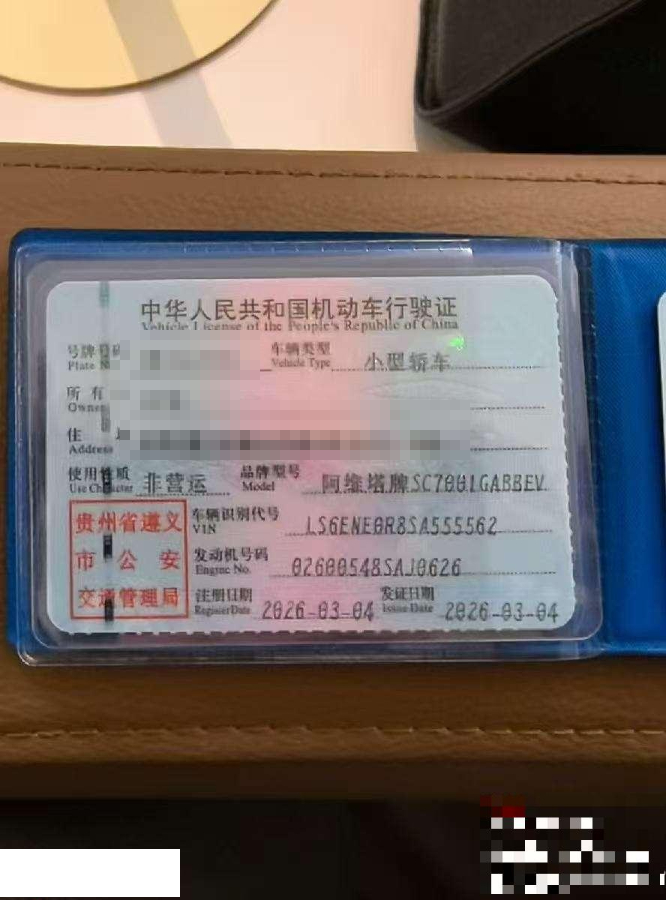 中华人民共和国机动车行驶证
Vehicle License of the People's Republic of China
号牌号码 车辆类型 小型轿车
Plate Vehicle Type
所有
Owner
住
Address
使用性质 非营运 品牌型号 阿维塔牌SC7001GABBEV
Use Character Model
贵州省遵义
市公安
交通管理局
车辆识别代号 LS6ENE0R8SA555562
VIN
发动机号码 02600548SAJ0626
Engine No.
注册日期 2026-03-04 发证日期 2026-03-04
Register Date Issue Date